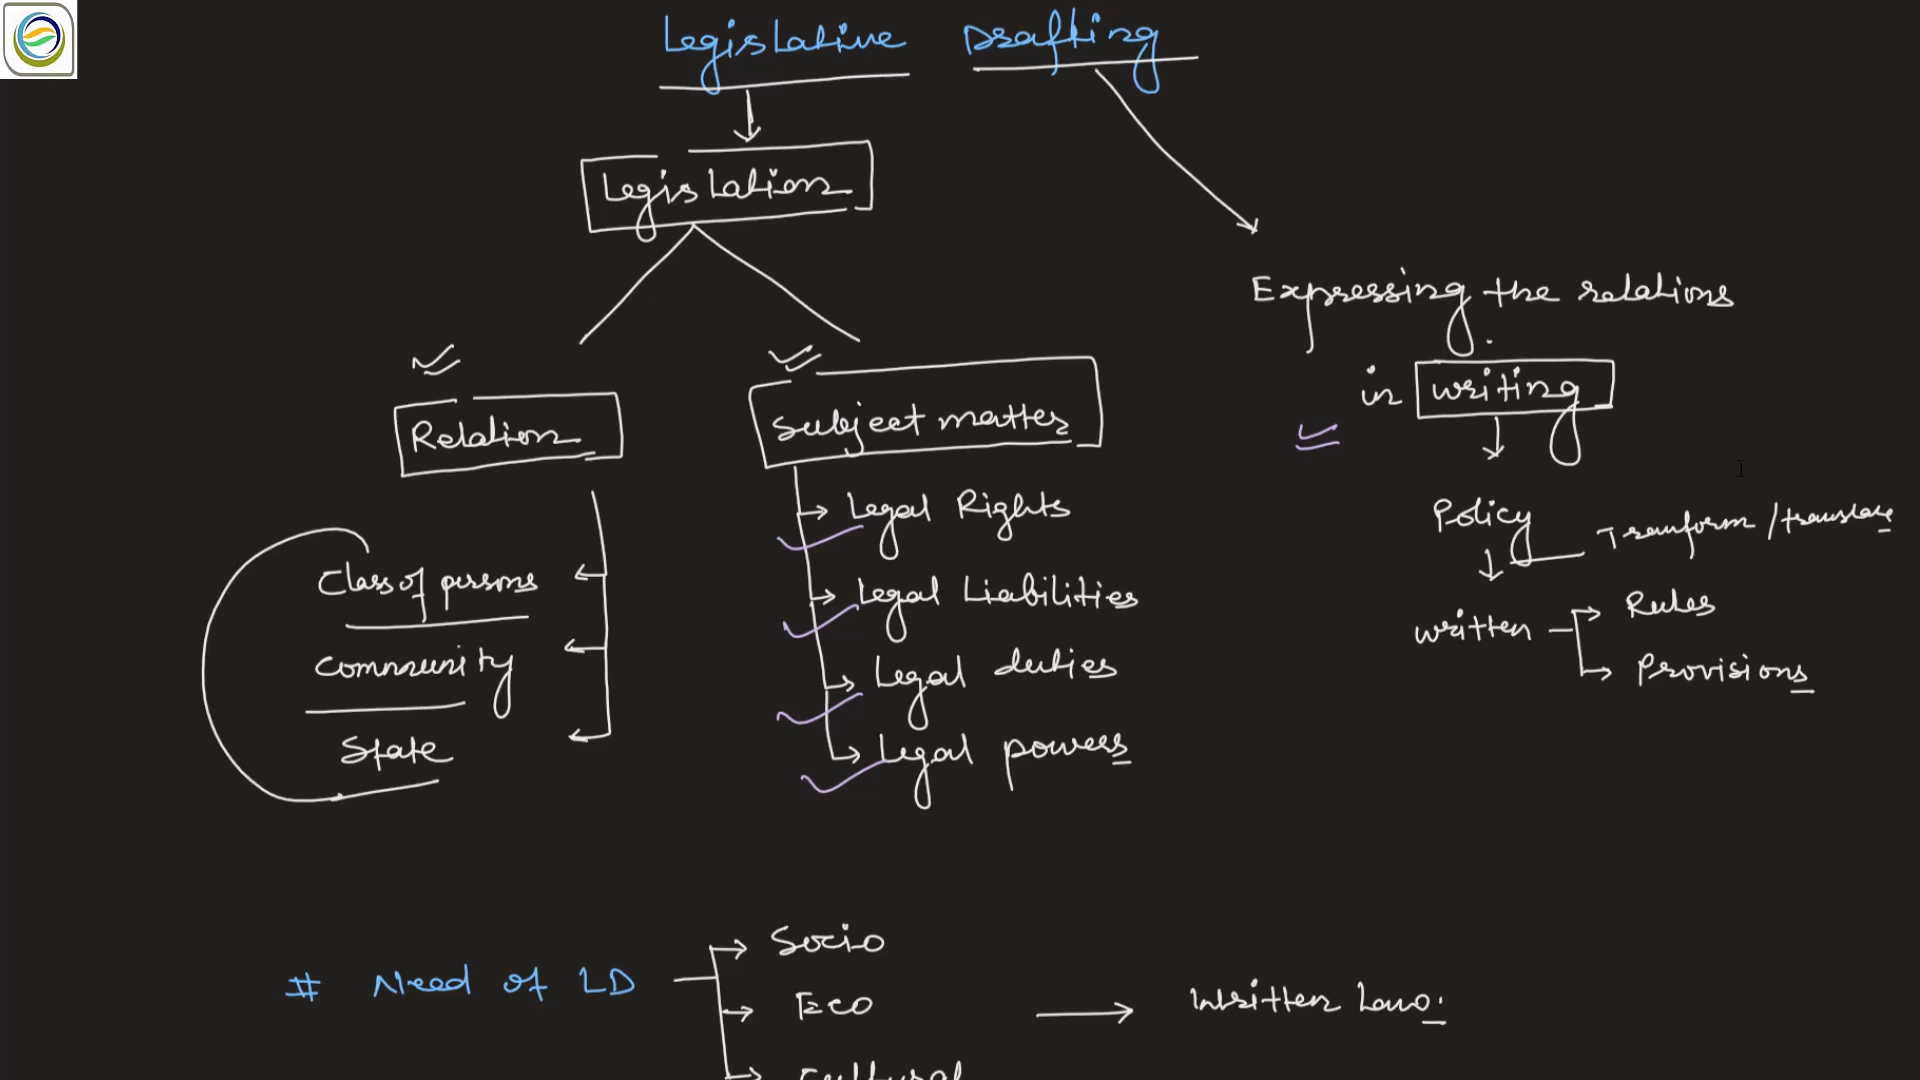 Legislative Drafting
Legislation
Expressing the relations
in writing
Relation
Subject matter
Legal Rights
Legal Liabilities
Legal duties
Legal powers
Class of persons
Community
State
Policy
Transform / translate
written
Rules
Provisions
# Need of LD
Socio
Eco
Cultural
Written Law.